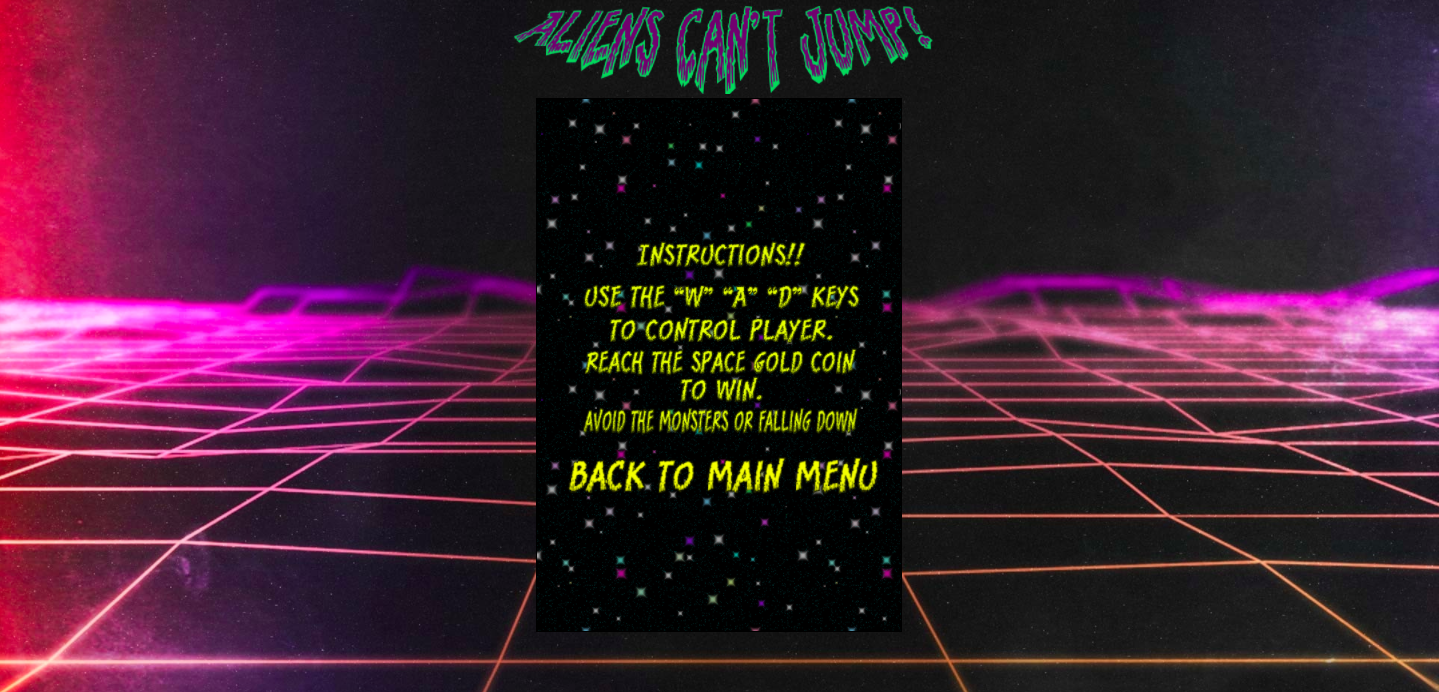 ALIENS CAN'T JUMP!
INSTRUCTIONS!!
USE THE “W” “A” “D” KEYS
TO CONTROL PLAYER.
REACH THE SPACE GOLD COIN
TO WIN.
AVOID THE MONSTERS OR FALLING DOWN
BACK TO MAIN MENU